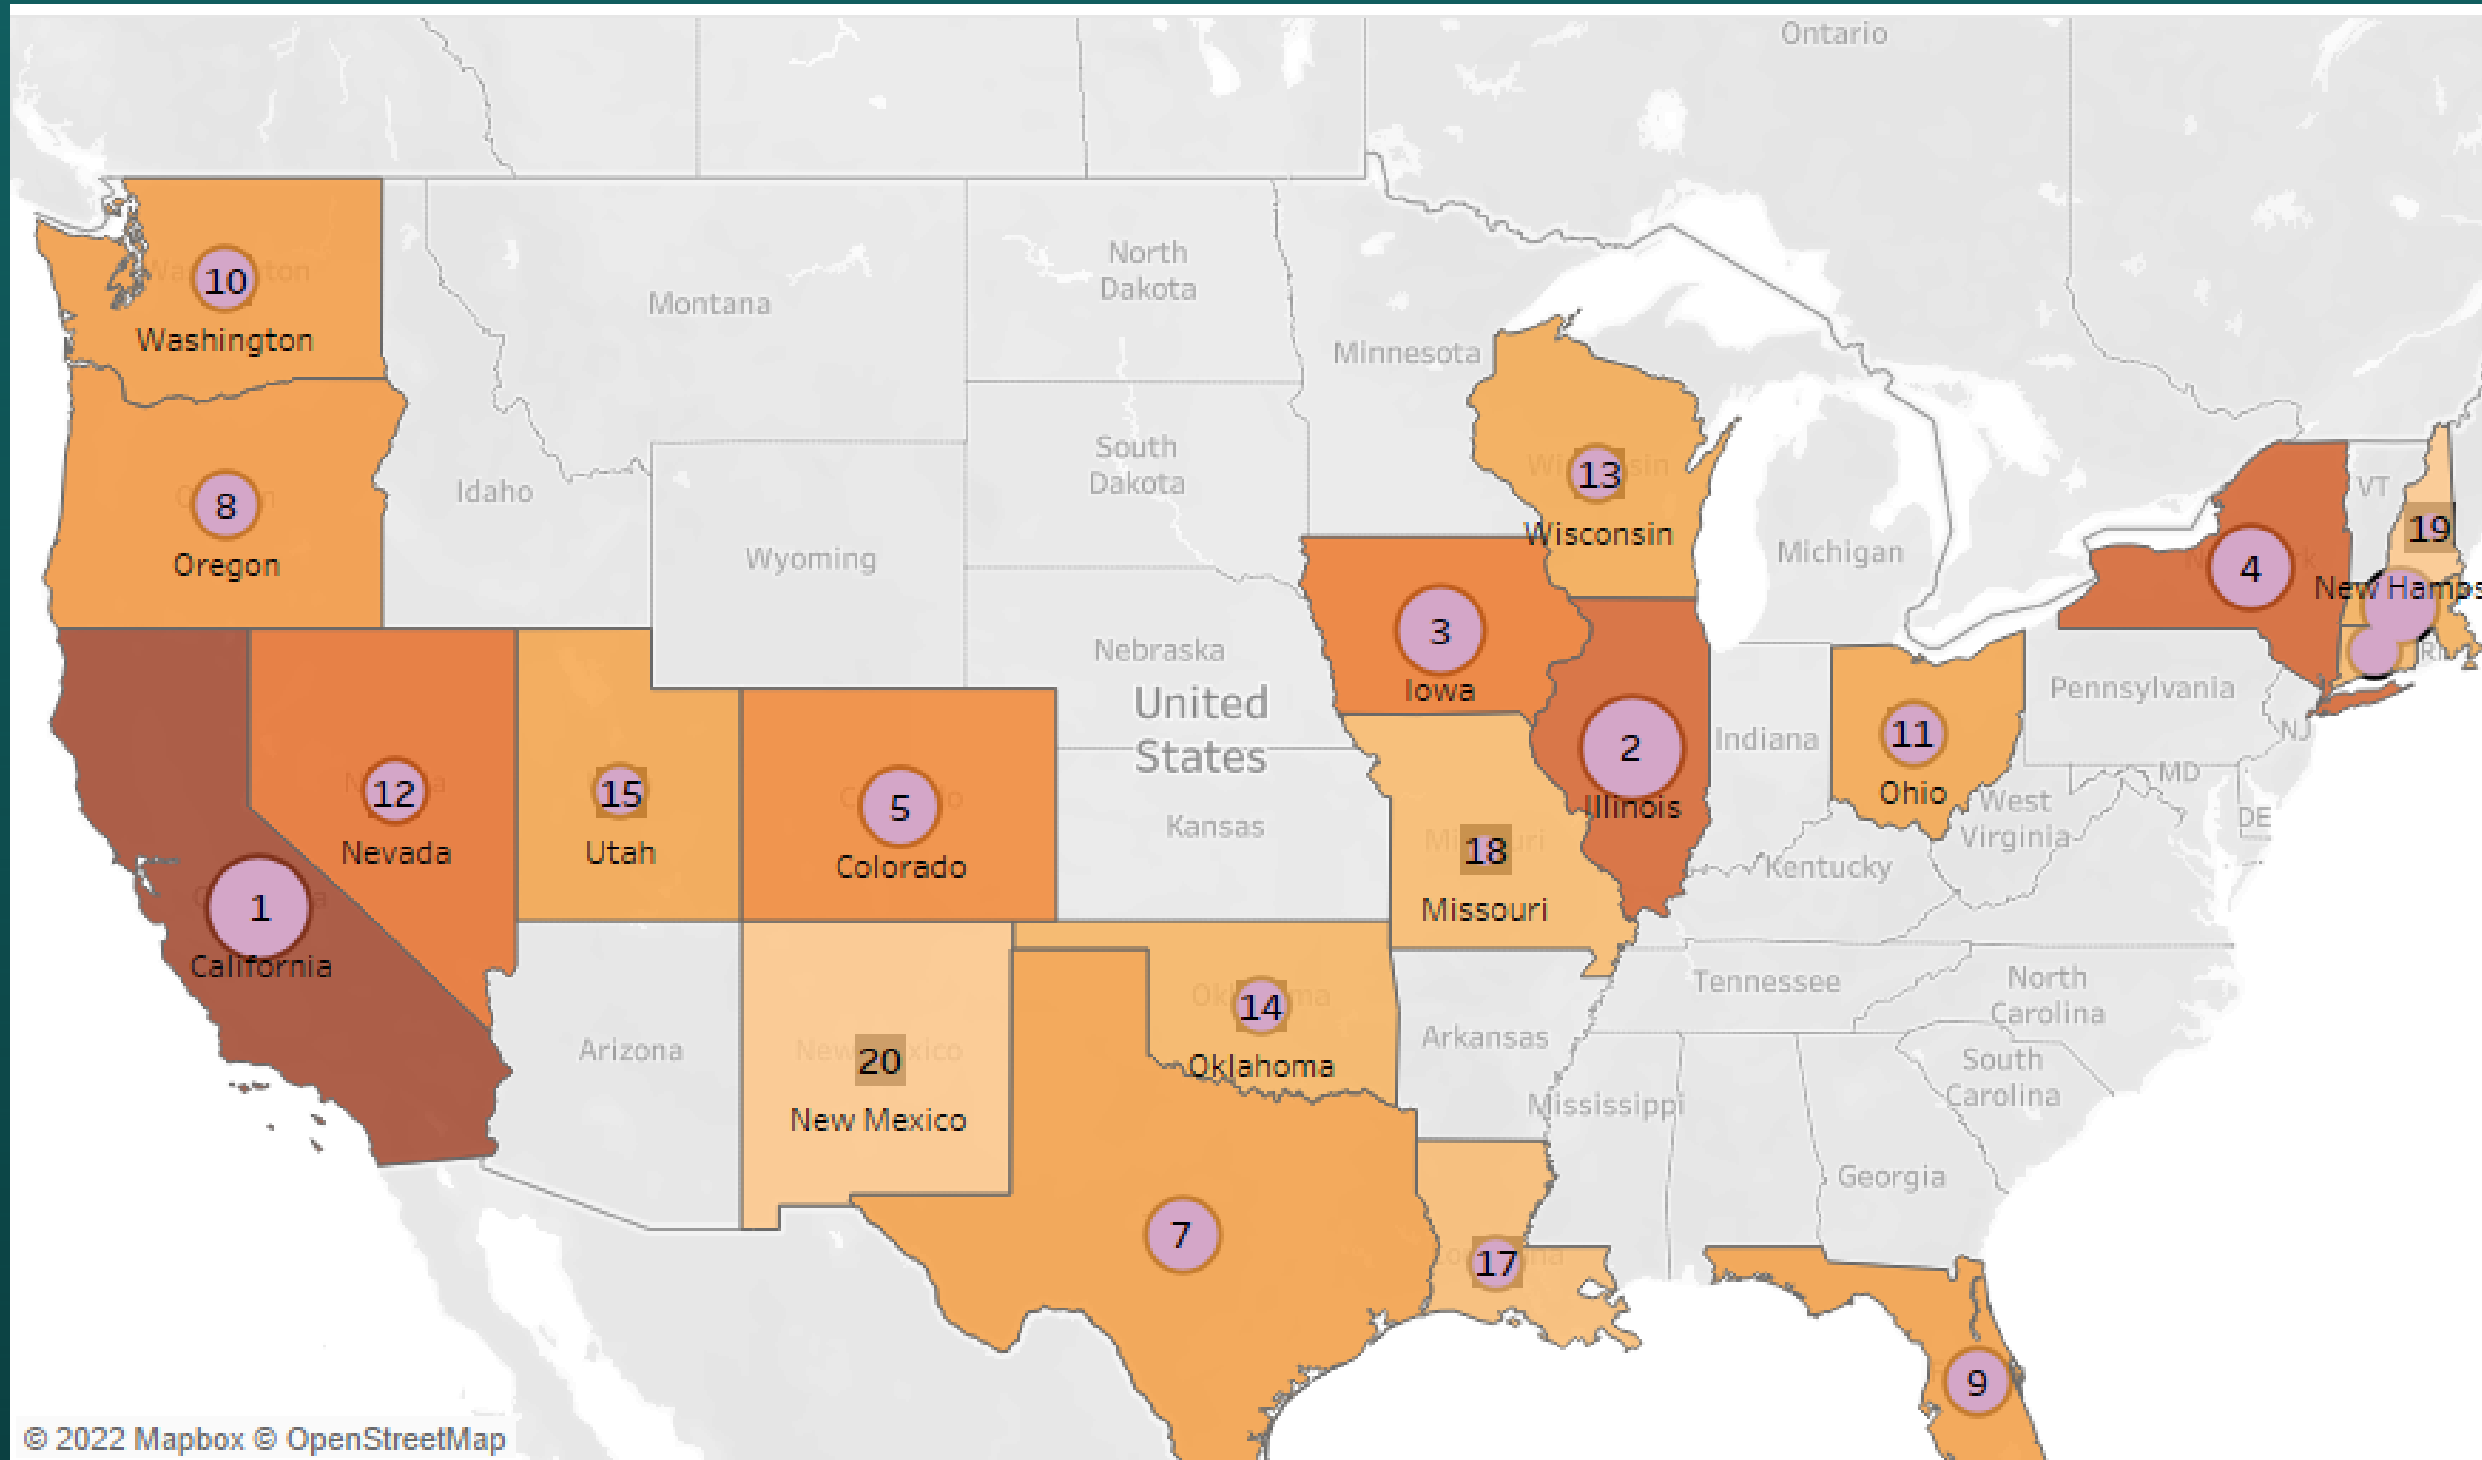 Ontario
10
Washington
Montana
North
Dakota
Minnesota
8
Oregon
Idaho
South
Dakota
Wyoming
13
Wisconsin
Michigan
4
VT
19
New Hamps
Nebraska
3
Iowa
United
States
2
Illinois
Indiana
11
Ohio
Pennsylvania
NJ
MD
DE
RI
12
Nevada
15
Utah
5
Colorado
Kansas
18
Missouri
West
Virginia
Kentucky
1
California
Arizona
20
New Mexico
14
Oklahoma
Arkansas
Tennessee
North
Carolina
South
Carolina
Mississippi
Georgia
7
17
9
© 2022 Mapbox © OpenStreetMap